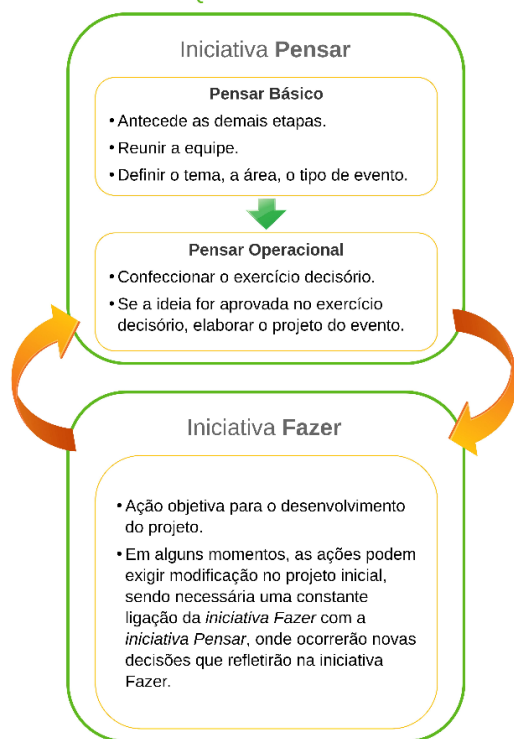 Iniciativa Pensar
Pensar Básico
• Antecede as demais etapas.
• Reunir a equipe.
• Definir o tema, a área, o tipo de evento.
Pensar Operacional
• Confeccionar o exercício decisório.
• Se a ideia for aprovada no exercício
decisório, elaborar o projeto do evento.
Iniciativa Fazer
• Ação objetiva para o desenvolvimento
do projeto.
• Em alguns momentos, as ações podem
exigir modificação no projeto inicial,
sendo necessária uma constante
ligação da iniciativa Fazer com a
iniciativa Pensar, onde ocorrerão novas
decisões que refletirão na iniciativa
Fazer.